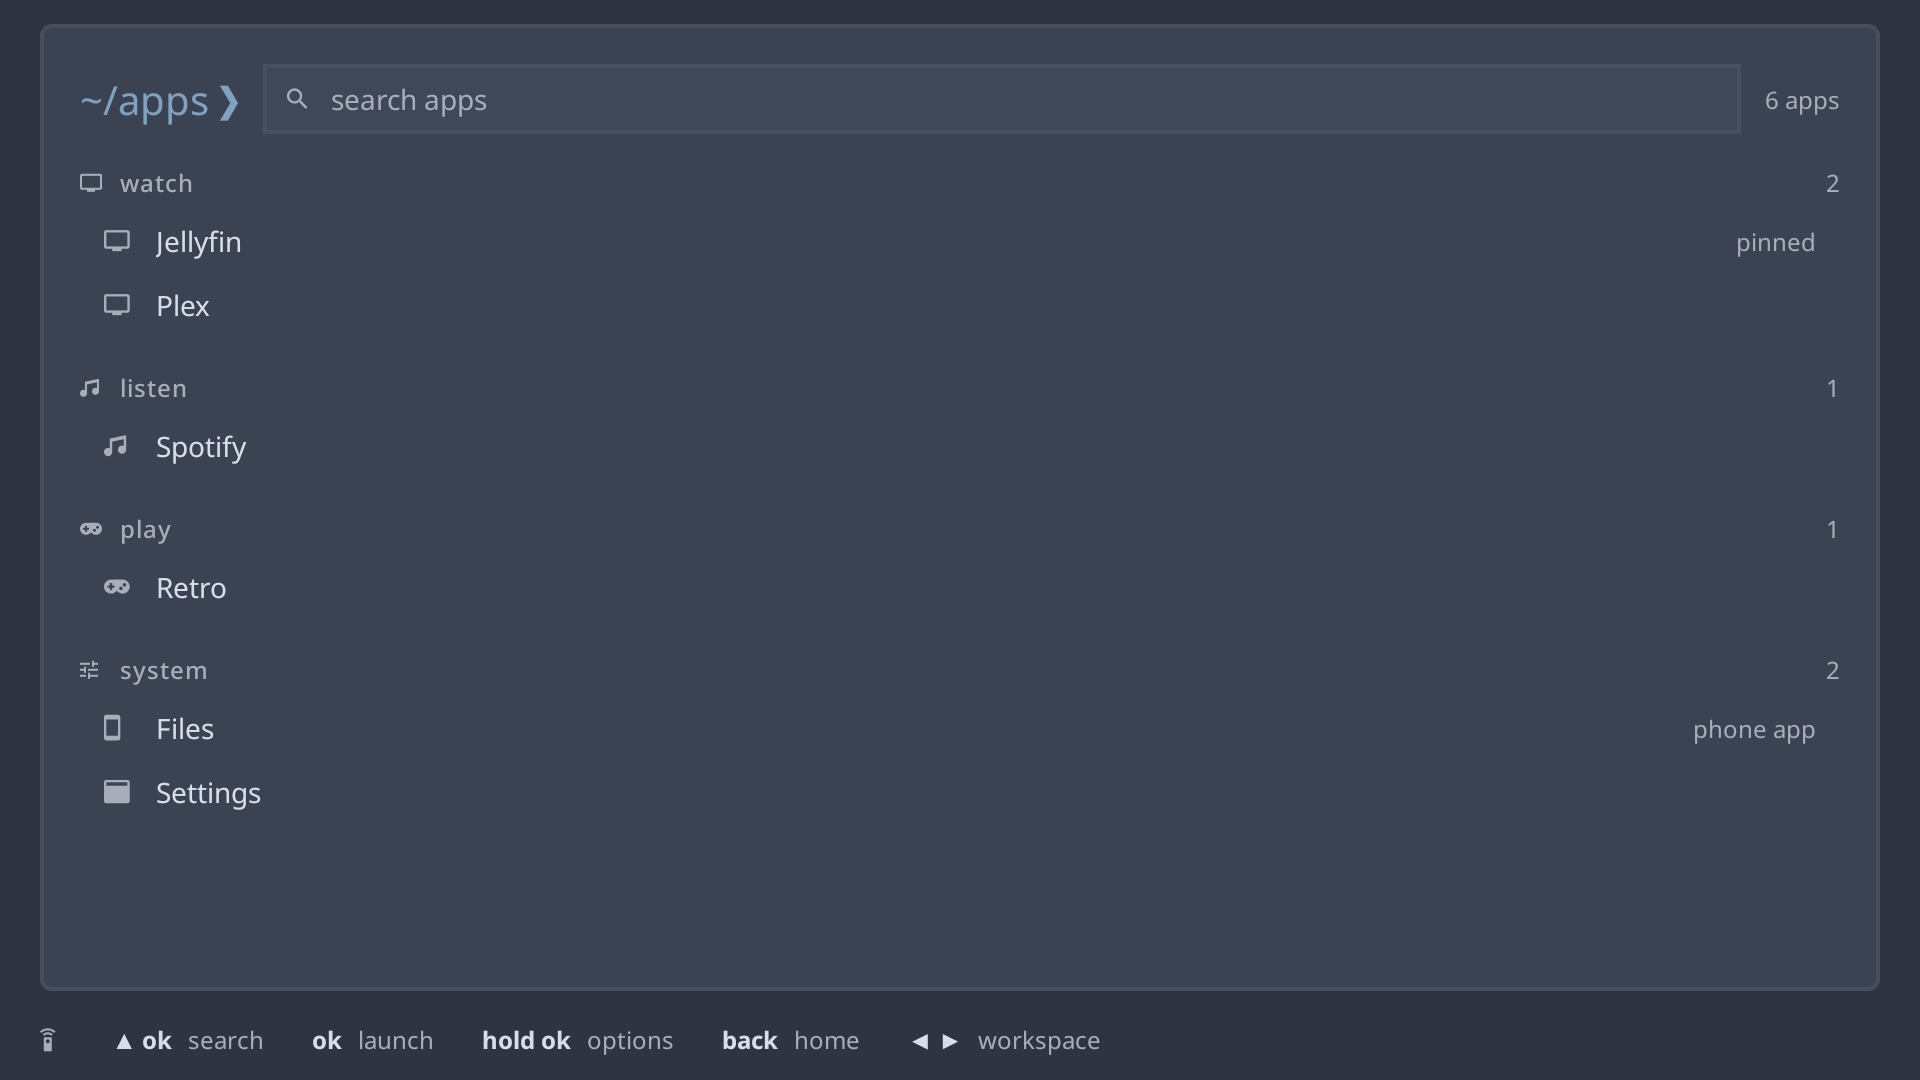 ~/apps ❯ search apps 6 apps
watch 2
Jellyfin pinned
Plex
listen 1
Spotify
play 1
Retro
system 2
Files phone app
Settings
▲ ok search ok launch hold ok options back home ◀ ▶ workspace